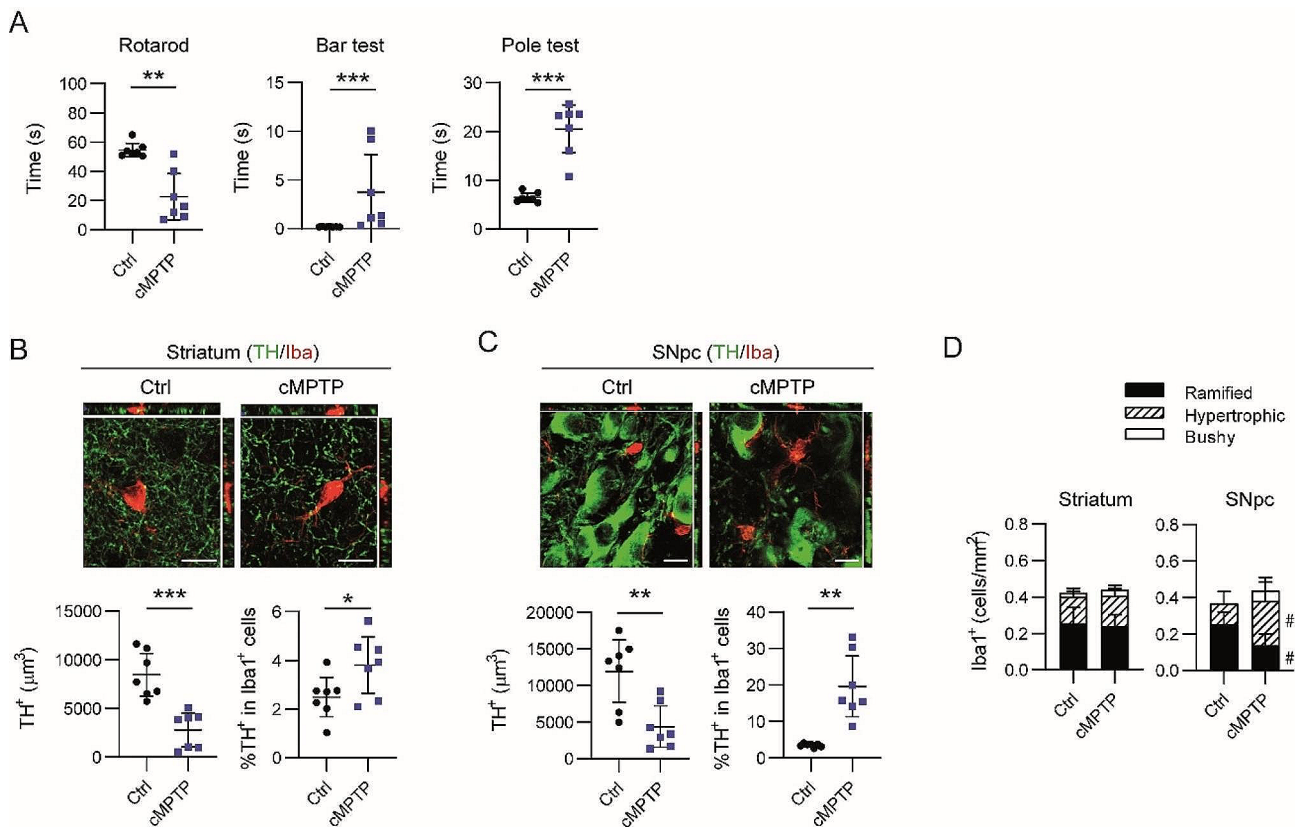 A
Rotarod
Bar test
Pole test
**
***
***
Time (s)
100
80
60
40
20
0
Ctrl
cMPTP
Time (s)
15
10
5
0
Ctrl
cMPTP
Time (s)
30
20
10
0
Ctrl
cMPTP
B
Striatum (TH/Iba)
Ctrl
cMPTP
***
TH+ (µm³)
15000
10000
5000
0
Ctrl
cMPTP
*
%TH+ in Iba1+ cells
6
4
2
0
Ctrl
cMPTP
C
SNpc (TH/Iba)
Ctrl
cMPTP
**
TH+ (µm³)
20000
15000
10000
5000
0
Ctrl
cMPTP
**
%TH+ in Iba1+ cells
40
30
20
10
0
Ctrl
cMPTP
D
Ramified
Hypertrophic
Bushy
Striatum
SNpc
Iba1+ (cells/mm²)
0.8
0.6
0.4
0.2
0.0
Ctrl
cMPTP
0.8
0.6
0.4
0.2
0.0
#
#
Ctrl
cMPTP